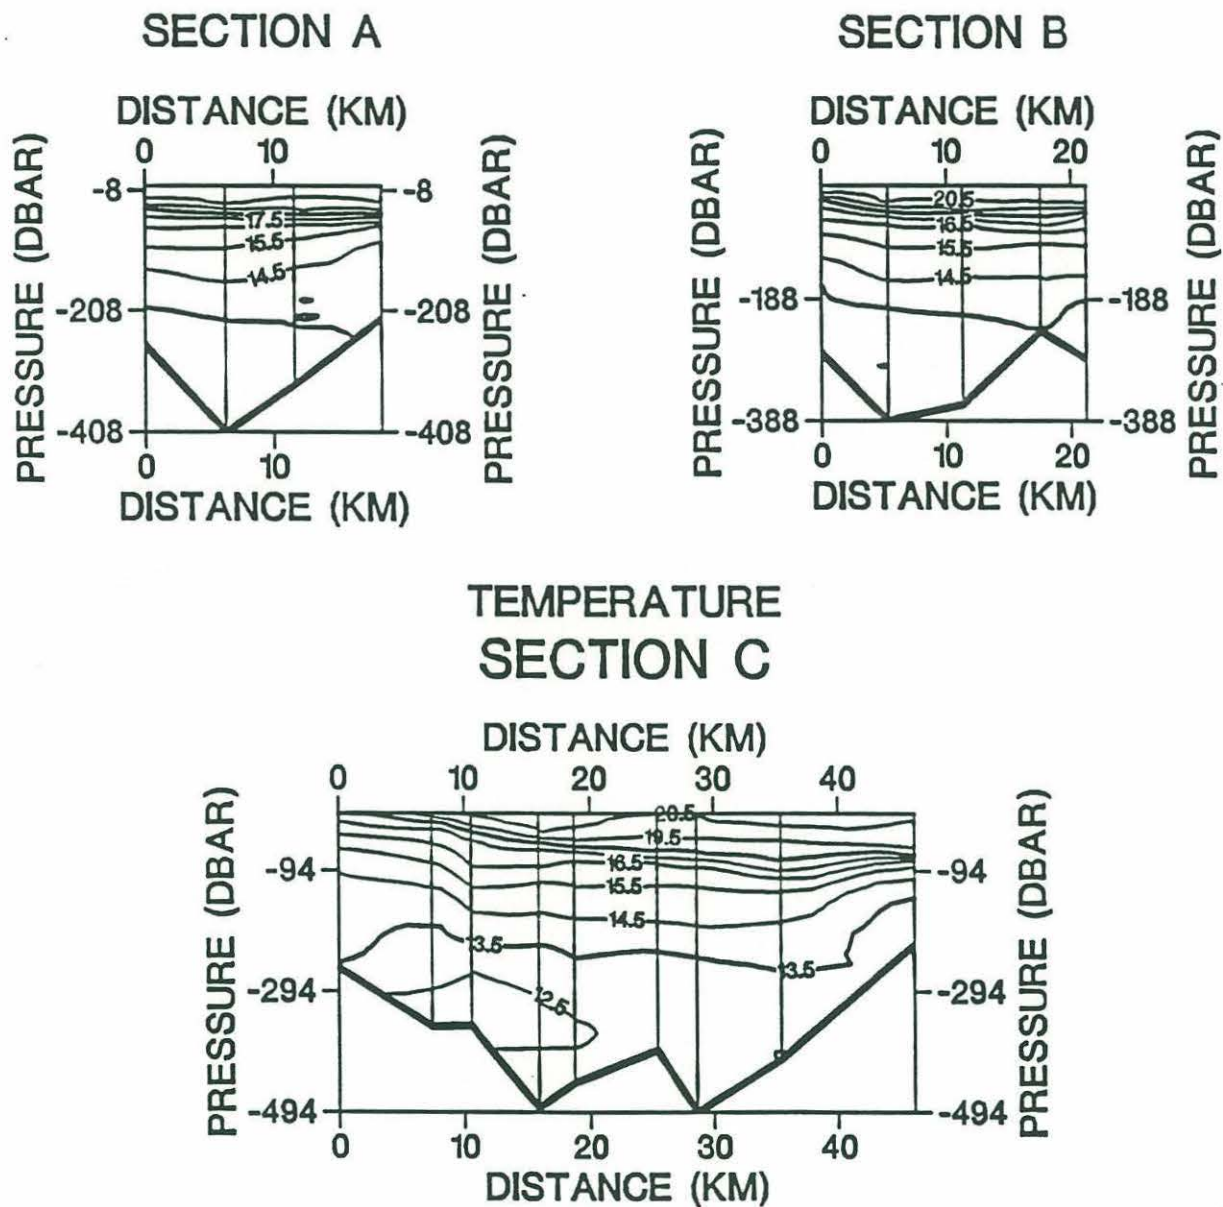 SECTION A
DISTANCE (KM)
0 10
PRESSURE (DBAR)
-8
-208
-408
17.5
15.5
14.5
-8
-208
-408
PRESSURE (DBAR)
0 10
DISTANCE (KM)
SECTION B
DISTANCE (KM)
0 10 20
PRESSURE (DBAR)
-188
-388
20.5
16.5
15.5
14.5
-188
-388
PRESSURE (DBAR)
0 10 20
DISTANCE (KM)
TEMPERATURE
SECTION C
DISTANCE (KM)
0 10 20 30 40
PRESSURE (DBAR)
-94
-294
-494
20.5
19.5
16.5
15.5
14.5
13.5
13.5
12.5
-94
-294
-494
PRESSURE (DBAR)
0 10 20 30 40
DISTANCE (KM)